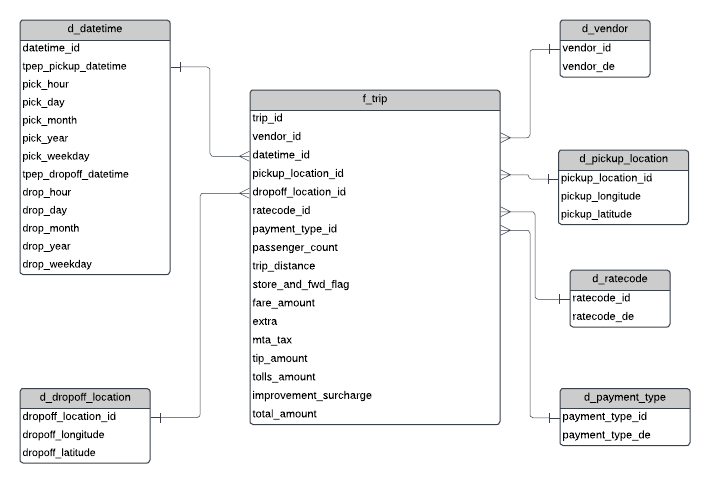 d_datetime
datetime_id
tpep_pickup_datetime
pick_hour
pick_day
pick_month
pick_year
pick_weekday
tpep_dropoff_datetime
drop_hour
drop_day
drop_month
drop_year
drop_weekday
d_dropoff_location
dropoff_location_id
dropoff_longitude
dropoff_latitude
f_trip
trip_id
vendor_id
datetime_id
pickup_location_id
dropoff_location_id
ratecode_id
payment_type_id
passenger_count
trip_distance
store_and_fwd_flag
fare_amount
extra
mta_tax
tip_amount
tolls_amount
improvement_surcharge
total_amount
d_vendor
vendor_id
vendor_de
d_pickup_location
pickup_location_id
pickup_longitude
pickup_latitude
d_ratecode
ratecode_id
ratecode_de
d_payment_type
payment_type_id
payment_type_de